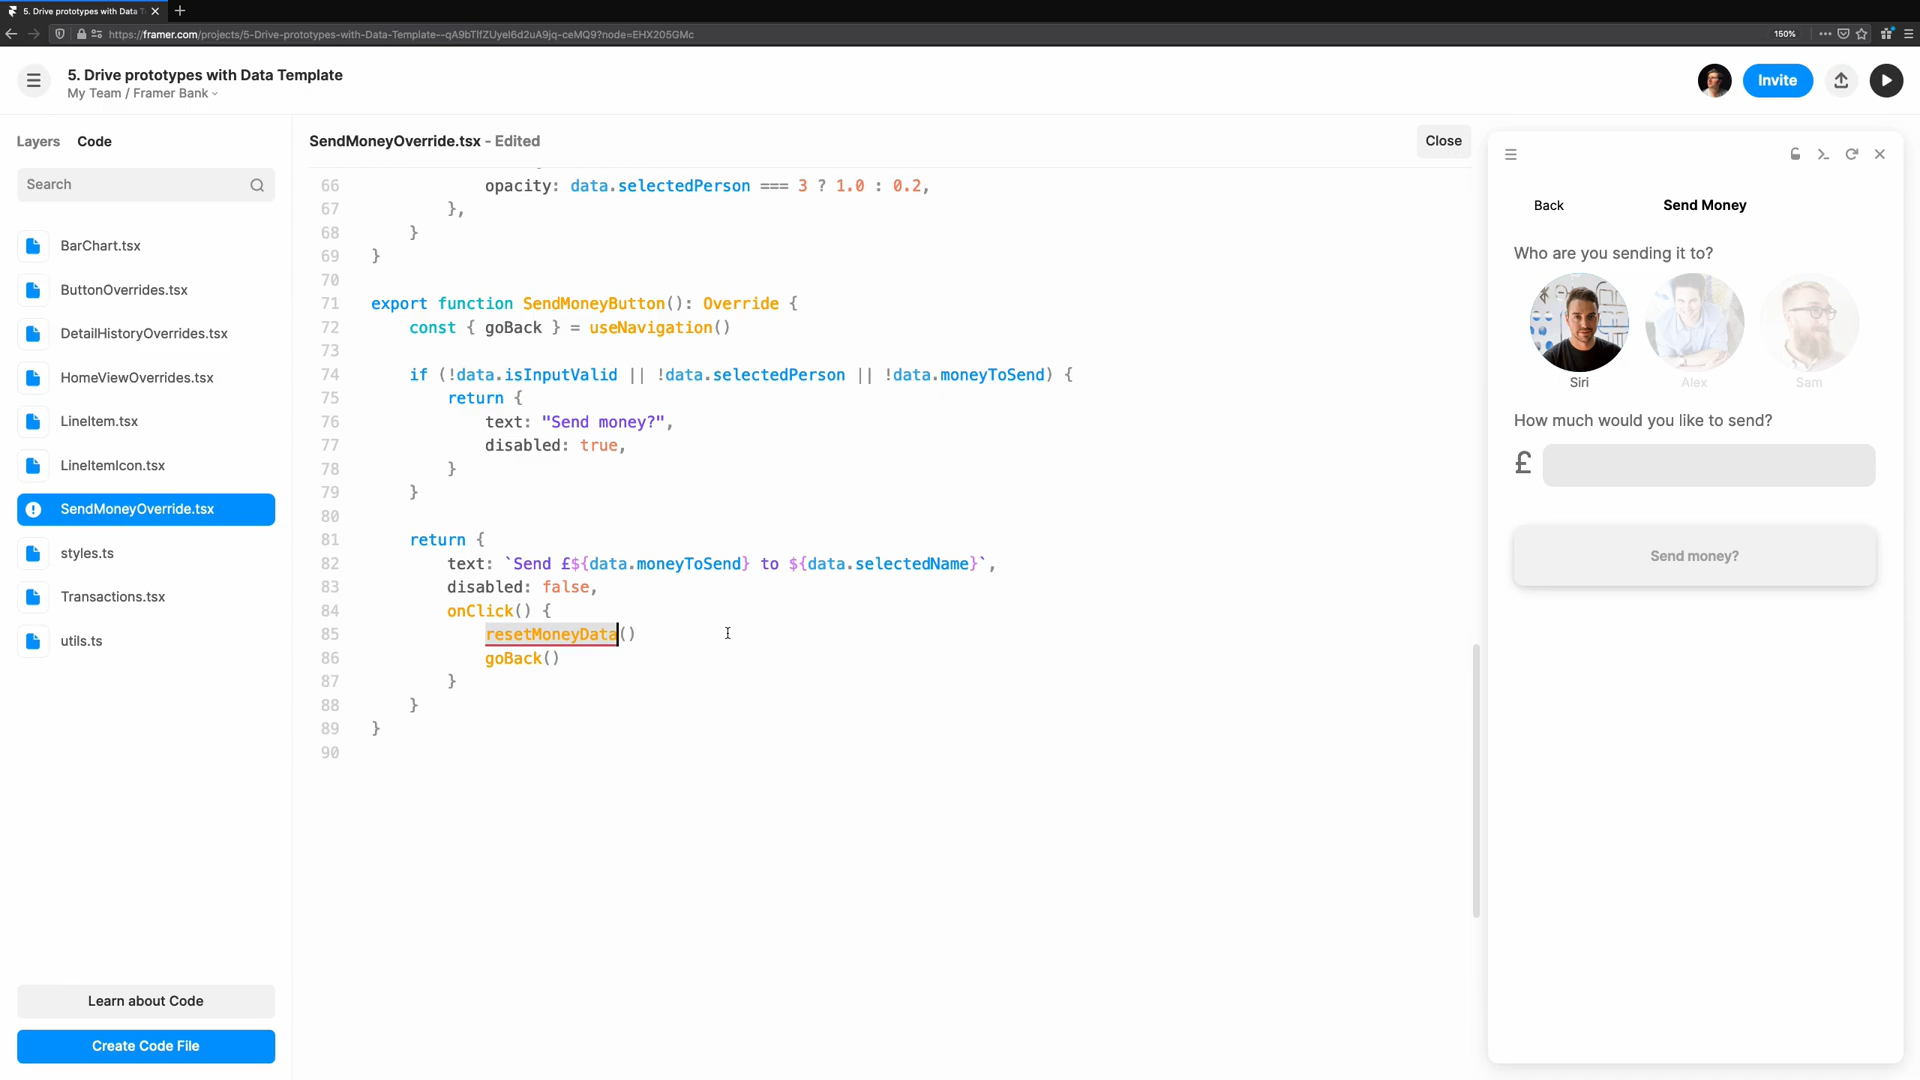 5. Drive prototypes with Data T
https://framer.com/projects/5-Drive-prototypes-with-Data-Template--qA9bTlfZUyel6d2uA9jq-ceMQ9?node=EHX205GMc
150%
5. Drive prototypes with Data Template
My Team / Framer Bank
Invite
Layers Code
SendMoneyOverride.tsx - Edited
Close
Search
BarChart.tsx
ButtonOverrides.tsx
DetailHistoryOverrides.tsx
HomeViewOverrides.tsx
LineItem.tsx
LineItemIcon.tsx
SendMoneyOverride.tsx
styles.ts
Transactions.tsx
utils.ts
Learn about Code
Create Code File
66 opacity: data.selectedPerson === 3 ? 1.0 : 0.2,
67 },
68 }
69 }
70
71 export function SendMoneyButton(): Override {
72 const { goBack } = useNavigation()
73
74 if (!data.isInputValid || !data.selectedPerson || !data.moneyToSend) {
75 return {
76 text: "Send money?",
77 disabled: true,
78 }
79 }
80
81 return {
82 text: `Send £${data.moneyToSend} to ${data.selectedName}`,
83 disabled: false,
84 onClick() {
85 resetMoneyData()
86 goBack()
87 }
88 }
89 }
90
Back Send Money
Who are you sending it to?
Siri Alex Sam
How much would you like to send?
£
Send money?